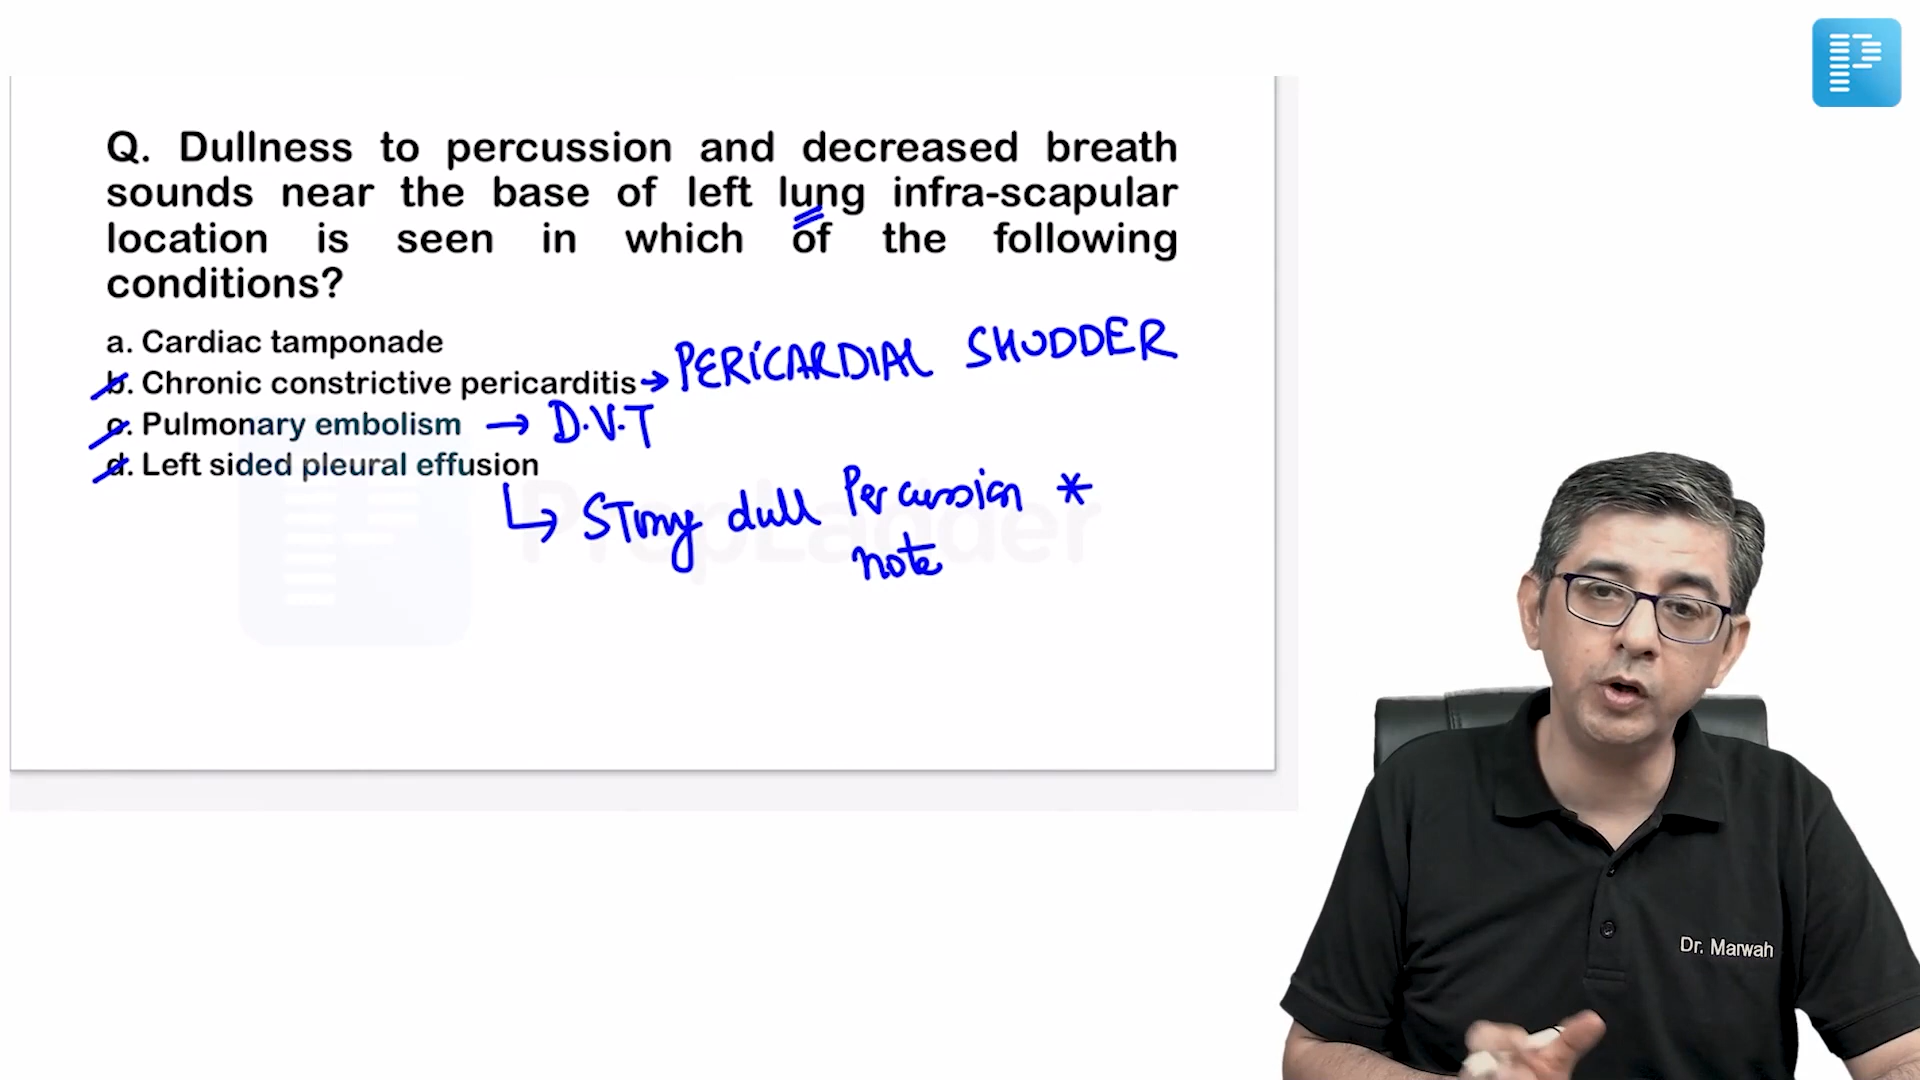 Q. Dullness to percussion and decreased breath
sounds near the base of left lung infra-scapular
location is seen in which of the following
conditions?
a. Cardiac tamponade
b. Chronic constrictive pericarditis → PERICARDIAL SHUDDER
c. Pulmonary embolism → D.V.T
d. Left sided pleural effusion
↳ STony dull Percussion *
note
PrepLadder
Dr. Marwah